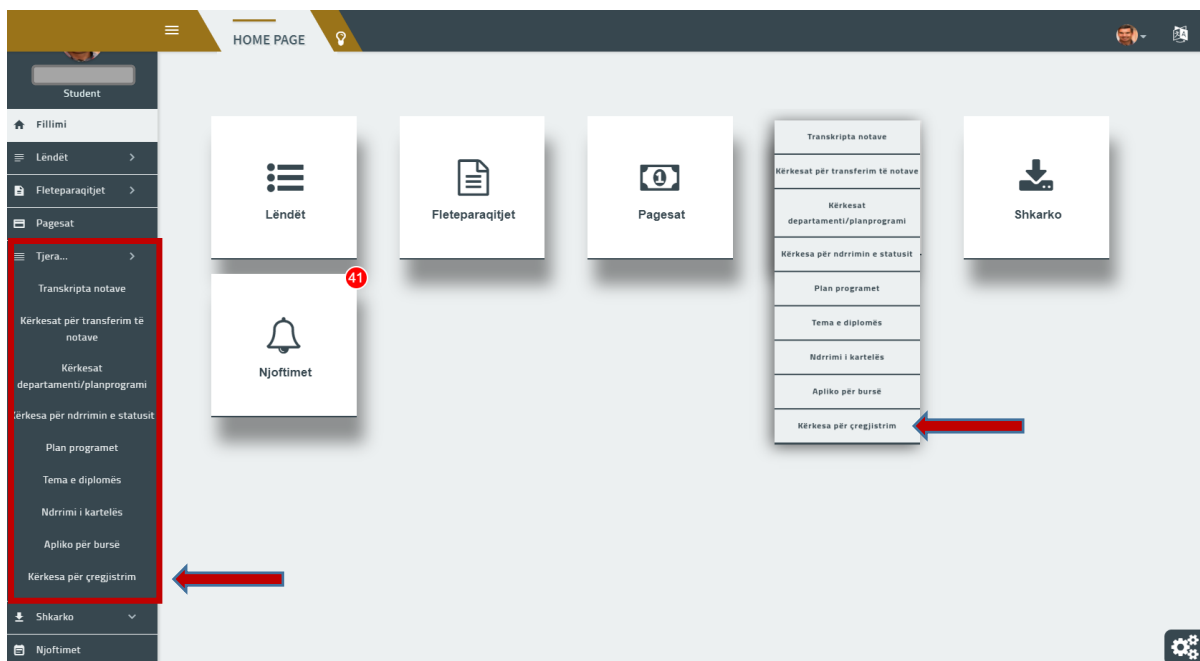 HOME PAGE
Student
Fillimi
Lëndët
Fleteparaqitjet
Pagesat
Tjera...
Transkripta notave
Kërkesat për transferim të
notave
Kërkesat
departamenti/planprogrami
Kërkesa për ndrrimin e statusit
Plan programet
Tema e diplomës
Ndrrimi i kartelës
Apliko për bursë
Kërkesa për çregjistrim
Shkarko
Njoftimet
Lëndët
Fleteparaqitjet
Pagesat
Transkripta notave
Kërkesat për transferim të notave
Kërkesat
departamenti/planprogrami
Kërkesa për ndrrimin e statusit
Plan programet
Tema e diplomës
Ndrrimi i kartelës
Apliko për bursë
Kërkesa për çregjistrim
Shkarko
41
Njoftimet